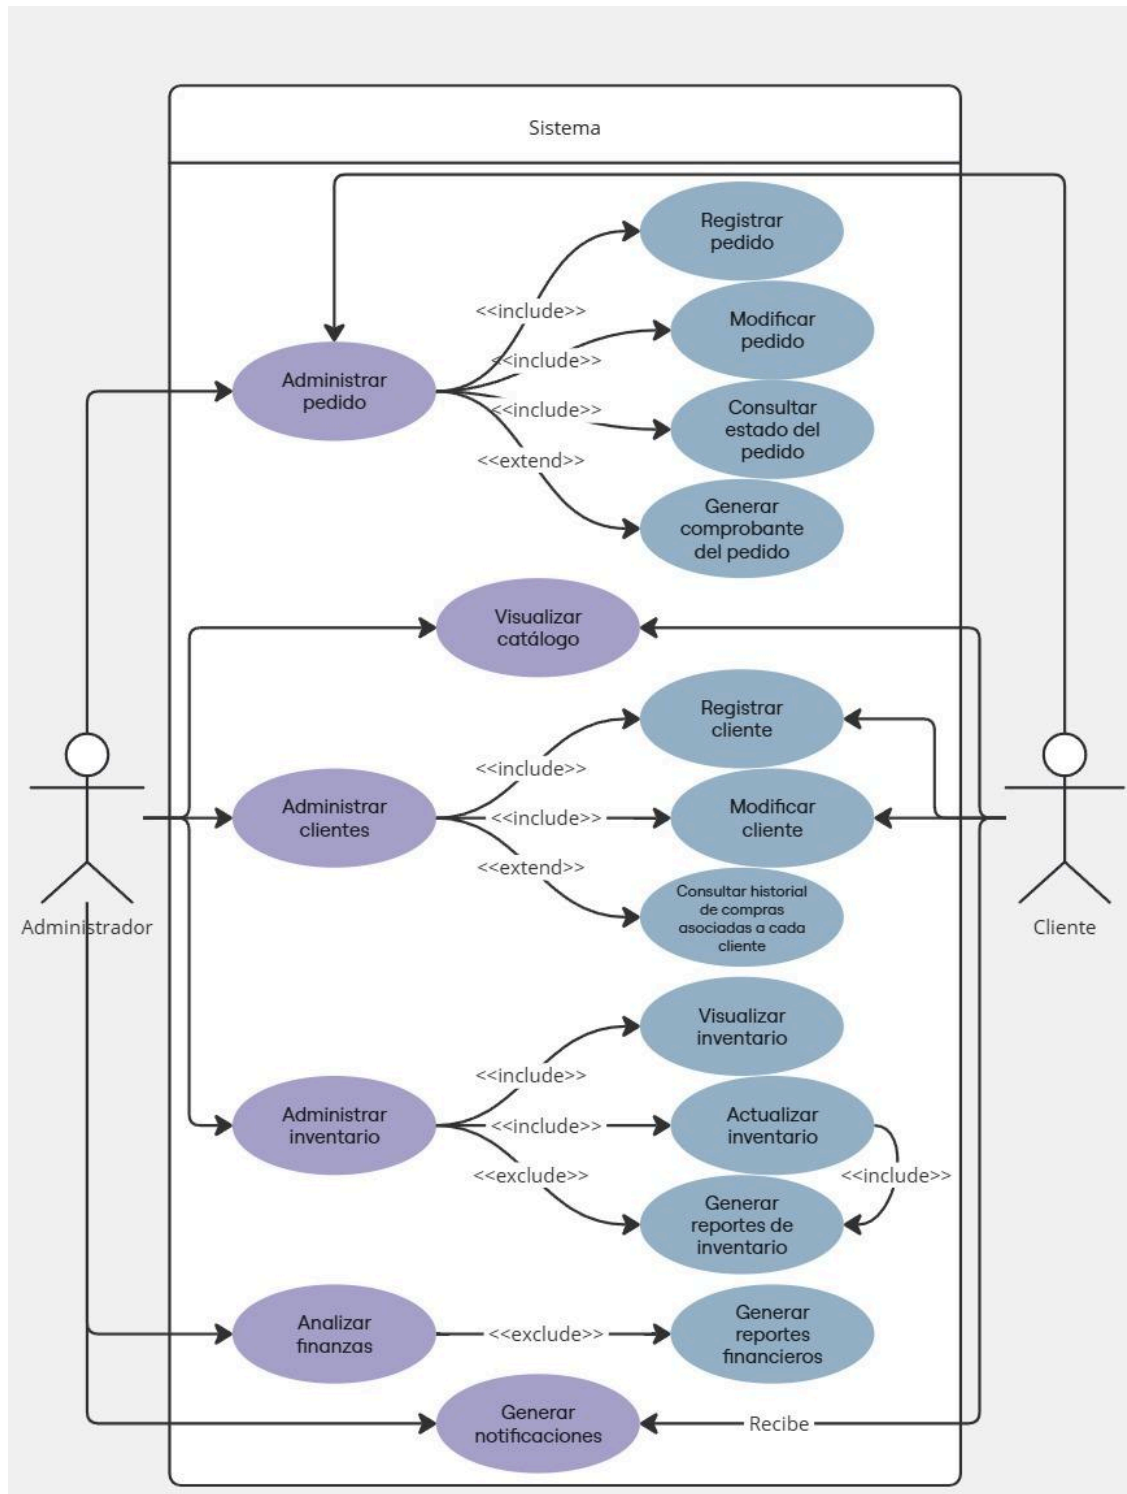 Sistema
Registrar
pedido
<<include>>
Modificar
pedido
<<include>>
Administrar
pedido
<<include>>
Consultar
estado del
pedido
<<extend>>
Generar
comprobante
del pedido
Visualizar
catálogo
Registrar
cliente
<<include>>
Administrar
clientes
<<include>>
Modificar
cliente
<<extend>>
Consultar historial
de compras
asociadas a cada
cliente
Administrador
Cliente
Visualizar
inventario
<<include>>
Administrar
inventario
<<include>>
Actualizar
inventario
<<exclude>>
<<include>>
Generar
reportes de
inventario
Analizar
finanzas
<<exclude>>
Generar
reportes
financieros
Generar
notificaciones
Recibe